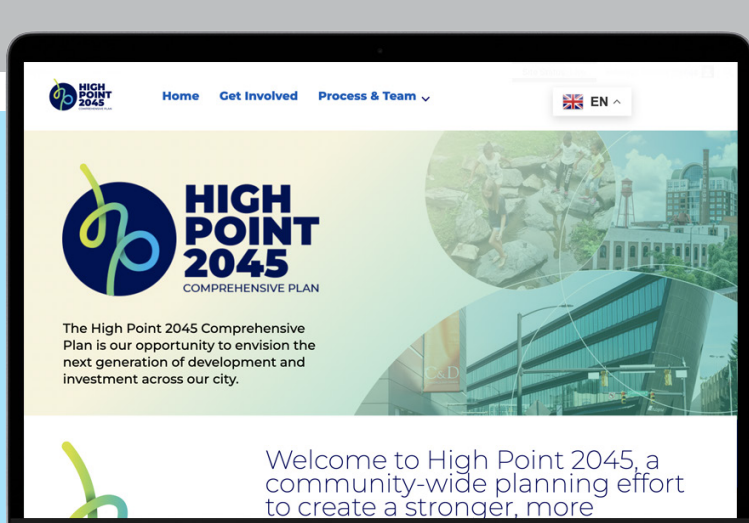 HIGH
POINT
2045
COMPREHENSIVE PLAN
Home Get Involved Process & Team
EN
HIGH
POINT
2045
COMPREHENSIVE PLAN
The High Point 2045 Comprehensive
Plan is our opportunity to envision the
next generation of development and
investment across our city.
C&D
Welcome to High Point 2045, a
community-wide planning effort
to create a stronger, more